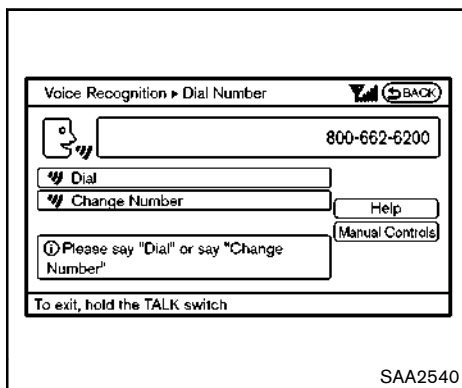 Voice Recognition ▸ Dial Number BACK
800-662-6200
Dial
Change Number
Help
Manual Controls
Please say "Dial" or say "Change
Number"
To exit, hold the TALK switch
SAA2540